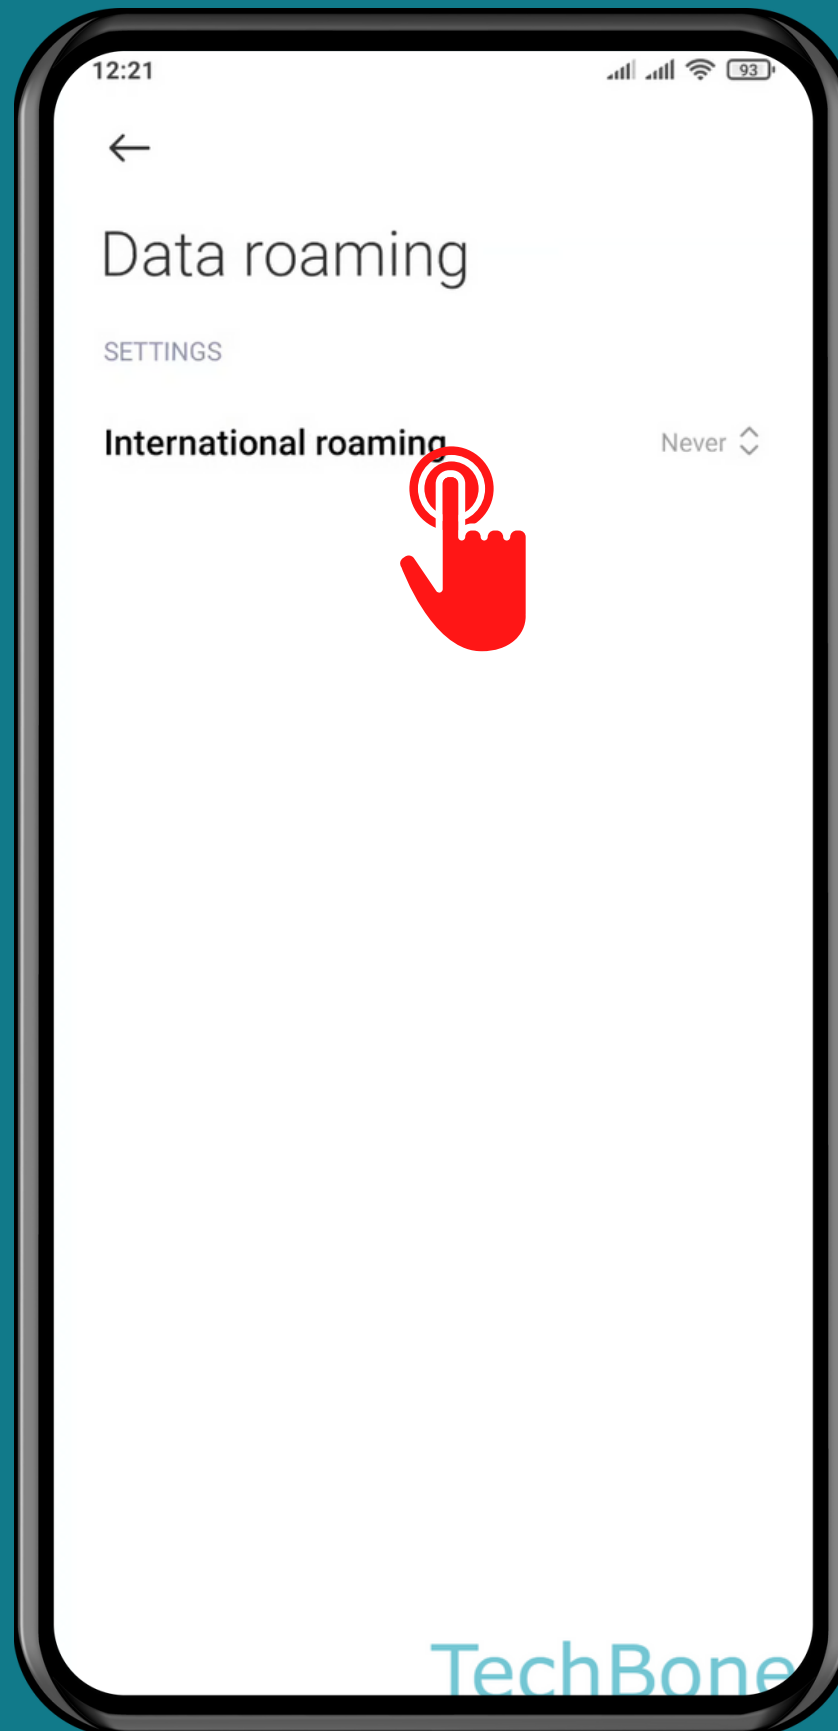 12:21
93
Data roaming
SETTINGS
International roaming
Never
TechBone